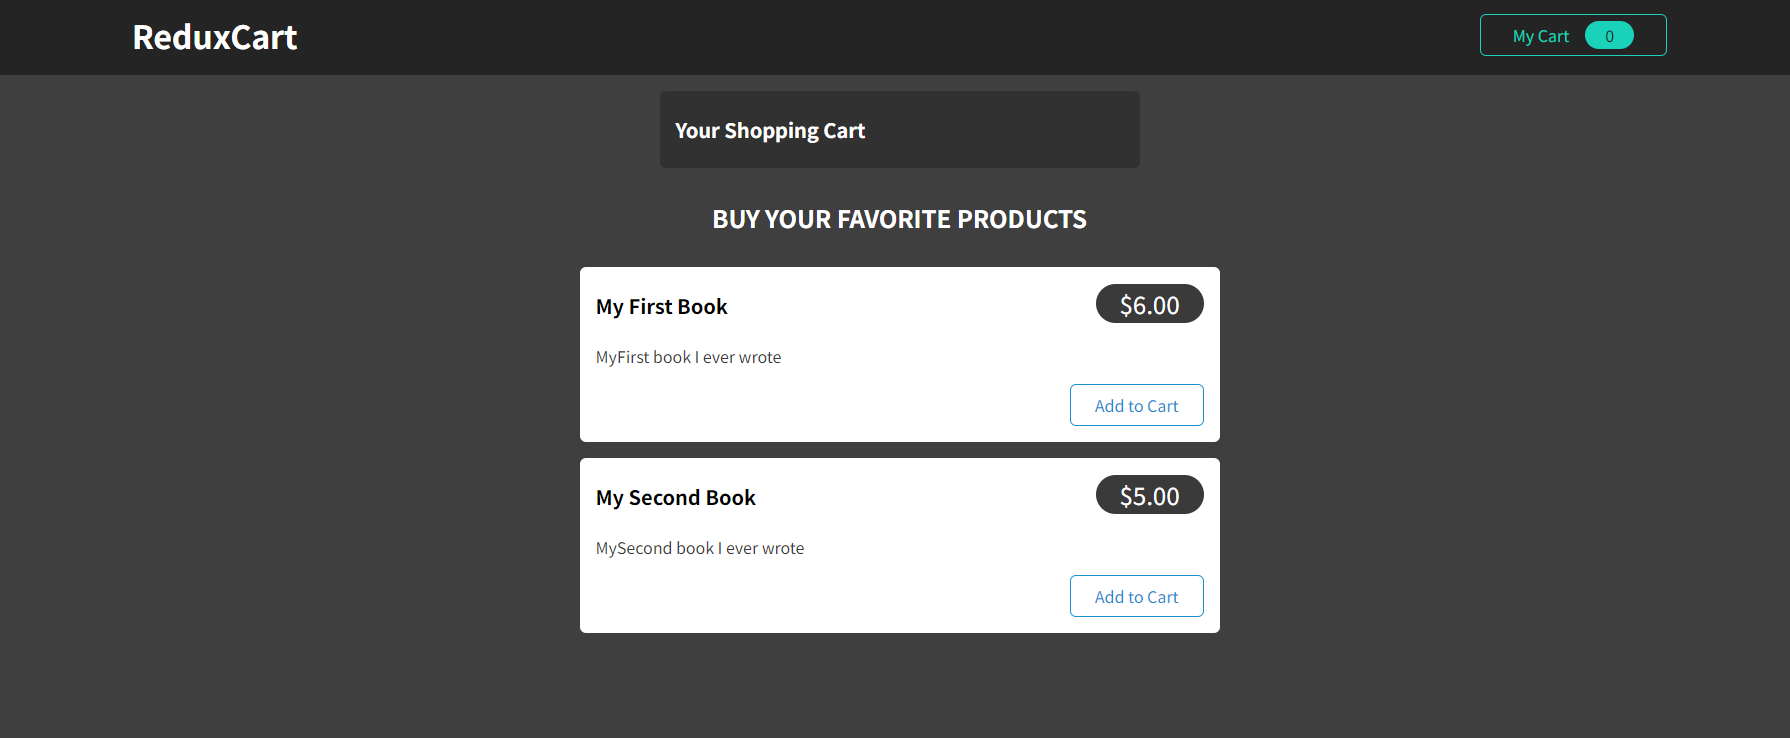 ReduxCart
My Cart 0
Your Shopping Cart
BUY YOUR FAVORITE PRODUCTS
My First Book
$6.00
MyFirst book I ever wrote
Add to Cart
My Second Book
$5.00
MySecond book I ever wrote
Add to Cart